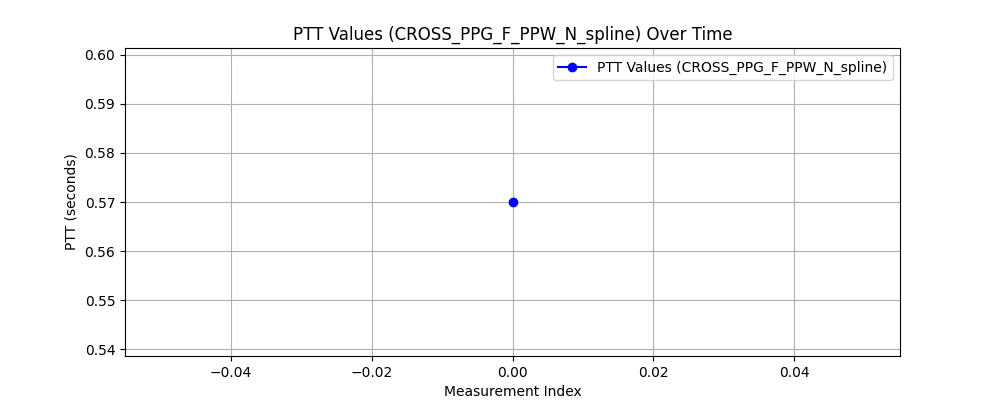 PTT Values (CROSS_PPG_F_PPW_N_spline) Over Time
PTT Values (CROSS_PPG_F_PPW_N_spline)
PTT (seconds)
0.60
0.59
0.58
0.57
0.56
0.55
0.54
−0.04 −0.02 0.00 0.02 0.04
Measurement Index